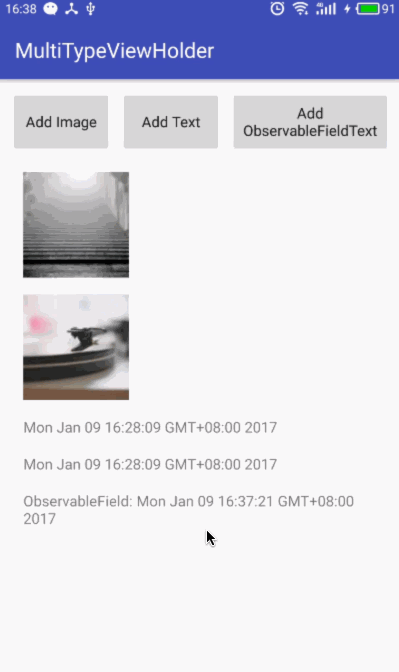 16:38 91
MultiTypeViewHolder
Add Image
Add Text
Add
ObservableFieldText
Mon Jan 09 16:28:09 GMT+08:00 2017
Mon Jan 09 16:28:09 GMT+08:00 2017
ObservableField: Mon Jan 09 16:37:21 GMT+08:00
2017